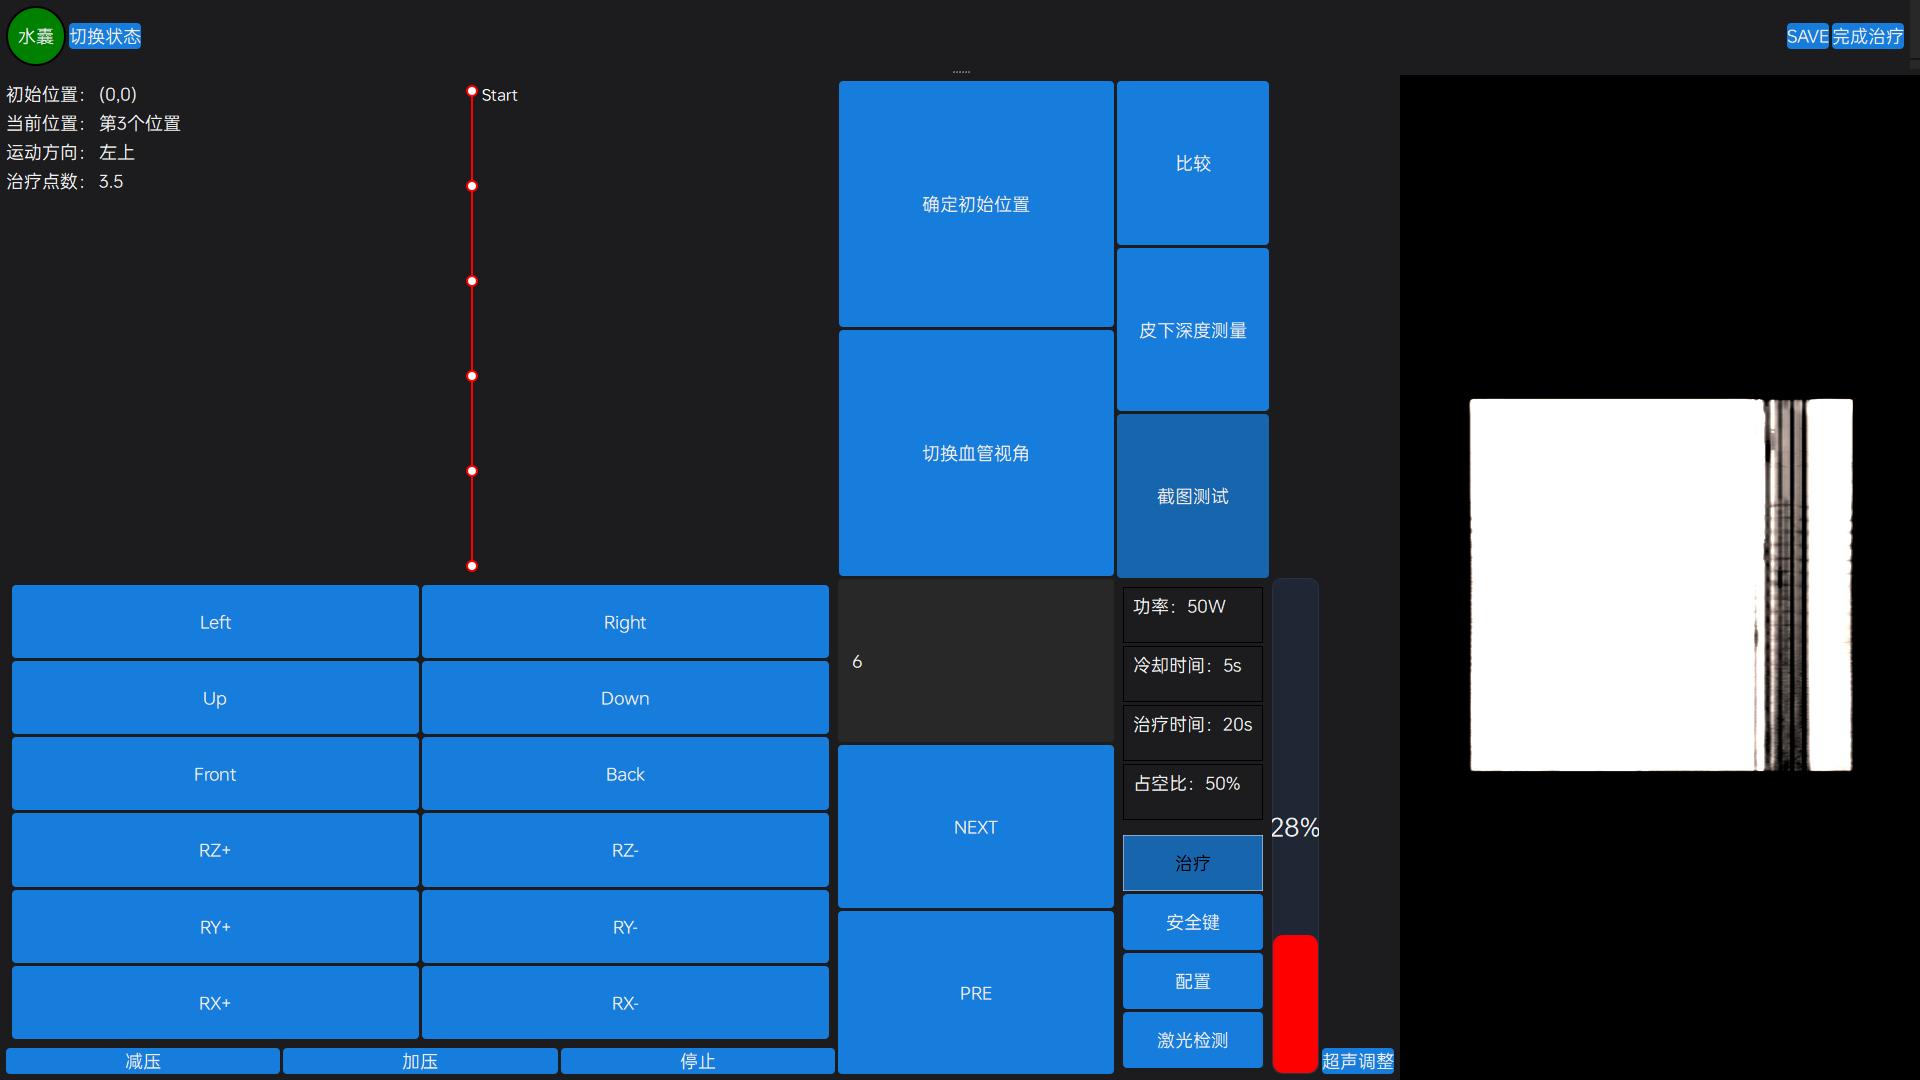 水囊 切换状态
SAVE 完成治疗
初始位置： (0,0)
当前位置： 第3个位置
运动方向： 左上
治疗点数： 3.5
Start
确定初始位置
比较
皮下深度测量
切换血管视角
截图测试
Left
Right
Up
Down
Front
Back
RZ+
RZ-
RY+
RY-
RX+
RX-
减压
加压
停止
6
NEXT
PRE
功率：50W
冷却时间：5s
治疗时间：20s
占空比：50%
治疗
安全键
配置
激光检测
28%
超声调整